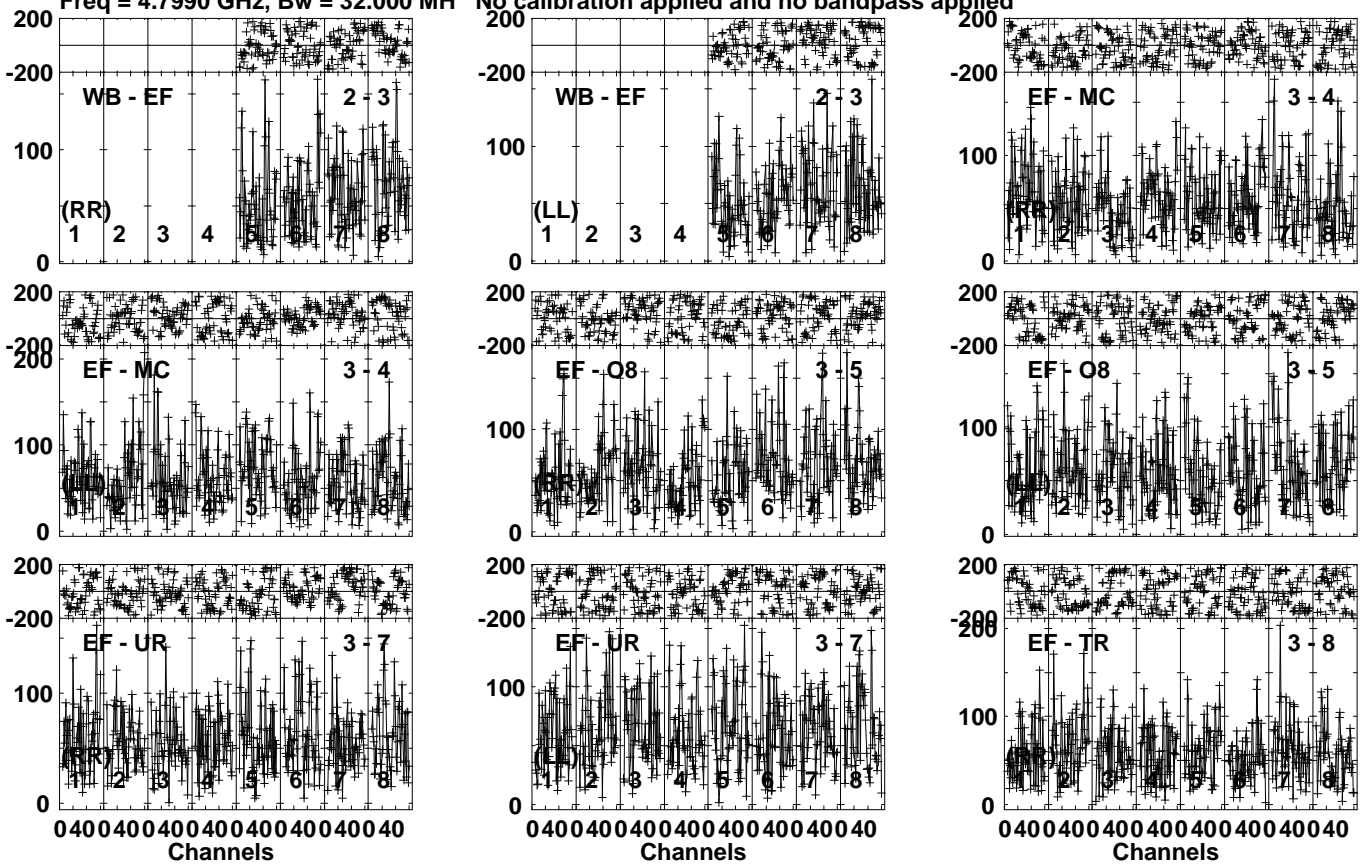 Freq = 4.7990 GHz, Bw = 32.000 MH No calibration applied and no bandpass applied
200
-200
WB - EF 2 - 3
100
(RR)
1 2 3 4 5 6 7 8
0
200
-200
WB - EF 2 - 3
100
(LL)
1 2 3 4 5 6 7 8
0
200
-200
EF - MC 3 - 4
100
(RR)
1 2 3 4 5 6 7 8
0
200
-200
200
EF - MC 3 - 4
100
(LL)
1 2 3 4 5 6 7 8
0
200
-200
EF - O8 3 - 5
100
(RR)
1 2 3 4 5 6 7 8
0
200
-200
EF - O8 3 - 5
100
(LL)
1 2 3 4 5 6 7 8
0
200
-200
EF - UR 3 - 7
100
(RR)
1 2 3 4 5 6 7 8
0
0 40 0 40 0 40 0 40 0 40 0 40 0 40 0 40
Channels
200
-200
EF - UR 3 - 7
100
(LL)
1 2 3 4 5 6 7 8
0
0 40 0 40 0 40 0 40 0 40 0 40 0 40 0 40
Channels
200
-200
200
EF - TR 3 - 8
100
(RR)
1 2 3 4 5 6 7 8
0
0 40 0 40 0 40 0 40 0 40 0 40 0 40 0 40
Channels